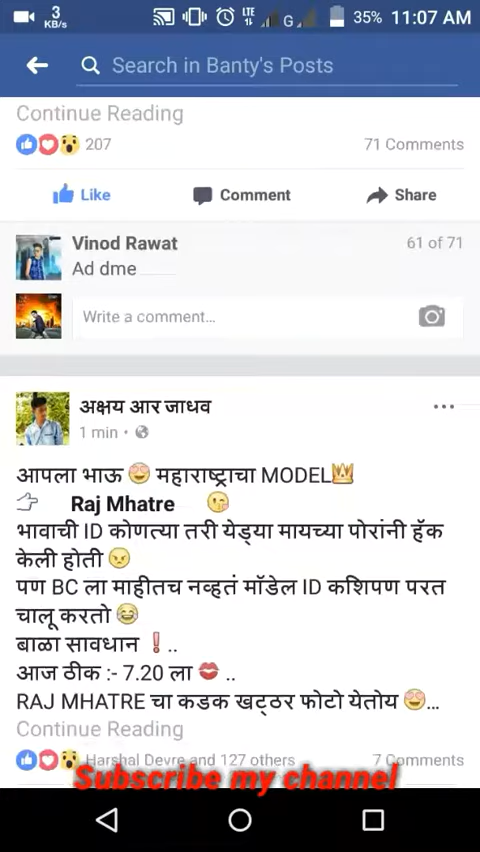 3 KB/s LTE G 35% 11:07 AM
Search in Banty's Posts
Continue Reading
207 71 Comments
Like Comment Share
Vinod Rawat 61 of 71
Ad dme
Write a comment...
अक्षय आर जाधव
1 min
आपला भाऊ 😍 महाराष्ट्राचा MODEL👑
👉 Raj Mhatre 😘
भावाची ID कोणत्या तरी येड्या मायच्या पोरांनी हॅक
केली होती 😠
पण BC ला माहीतच नव्हतं मॉडेल ID कशिपण परत
चालू करतो 😂
बाळा सावधान ❗..
आज ठीक :- 7.20 ला 💋 ..
RAJ MHATRE चा कडक खट्ठर फोटो येतोय 😍...
Continue Reading
Harshal Devre and 127 others 7 Comments
Subscribe my channel